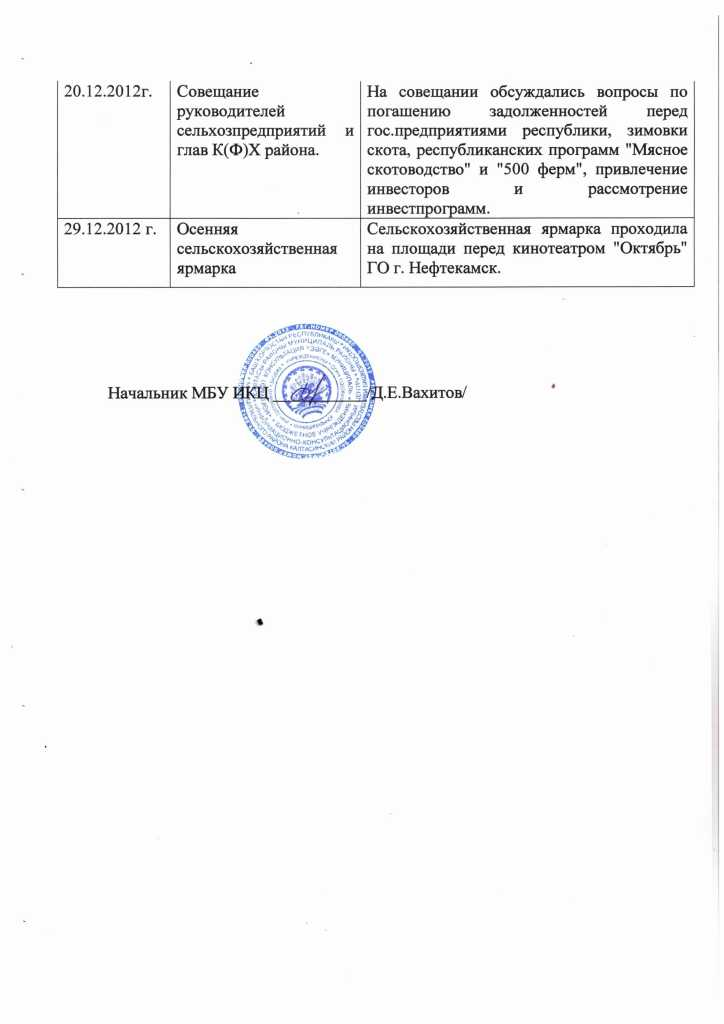 20.12.2012г.
Совещание
руководителей
сельхозпредприятий и
глав К(Ф)Х района.
На совещании обсуждались вопросы по
погашению задолженностей перед
гос.предприятиями республики, зимовки
скота, республиканских программ "Мясное
скотоводство" и "500 ферм", привлечение
инвесторов и рассмотрение
инвестпрограмм.
29.12.2012 г.
Осенняя
сельскохозяйственная
ярмарка
Сельскохозяйственная ярмарка проходила
на площади перед кинотеатром "Октябрь"
ГО г. Нефтекамск.
Начальник МБУ ИКЦ ____________ Д.Е.Вахитов/